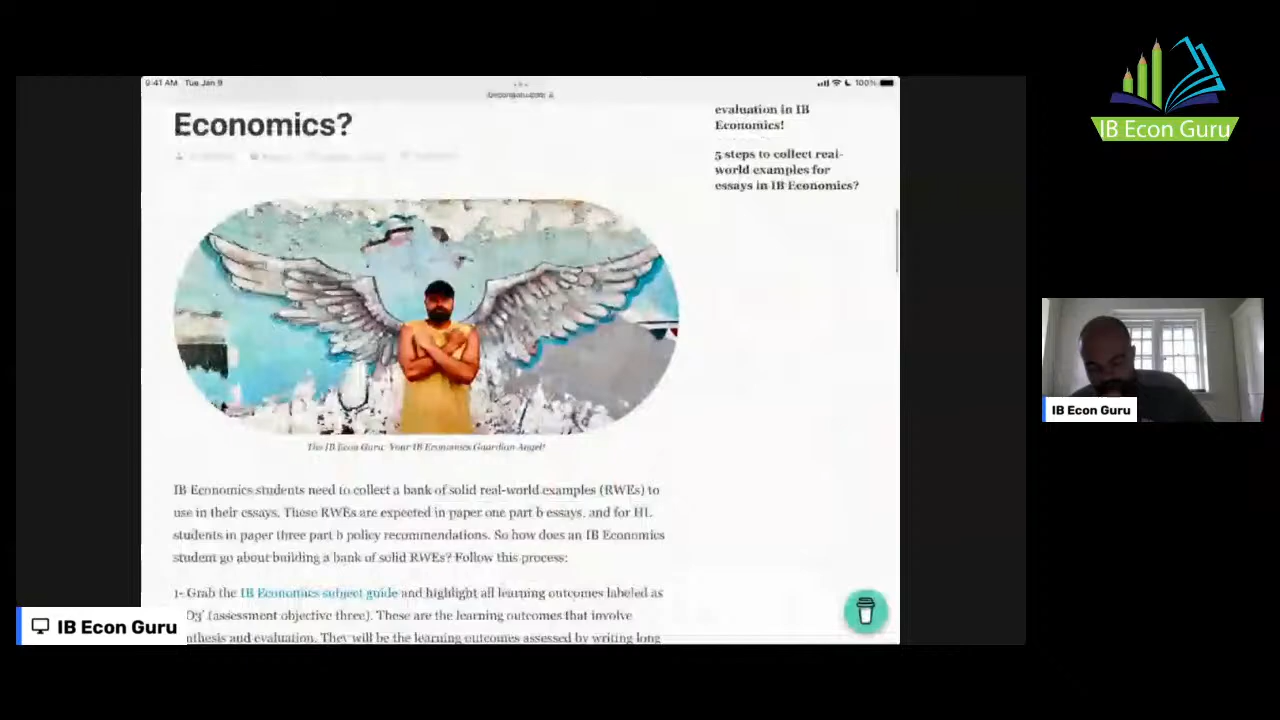 9:41 AM Tue Jan 9
100%
Economics?
evaluation in IB
Economics!
5 steps to collect real-
world examples for
essays in IB Economics?
The IB Econ Guru: Your IB Economics Guardian Angel!
IB Economics students need to collect a bank of solid real-world examples (RWEs) to
use in their essays. These RWEs are expected in paper one part b essays, and for HL
students in paper three part b policy recommendations. So how does an IB Economics
student go about building a bank of solid RWEs? Follow this process:
1- Grab the IB Economics subject guide and highlight all learning outcomes labeled as
O3' (assessment objective three). These are the learning outcomes that involve
nthesis and evaluation. They will be the learning outcomes assessed by writing long
IB Econ Guru
IB Econ Guru
IB Econ Guru